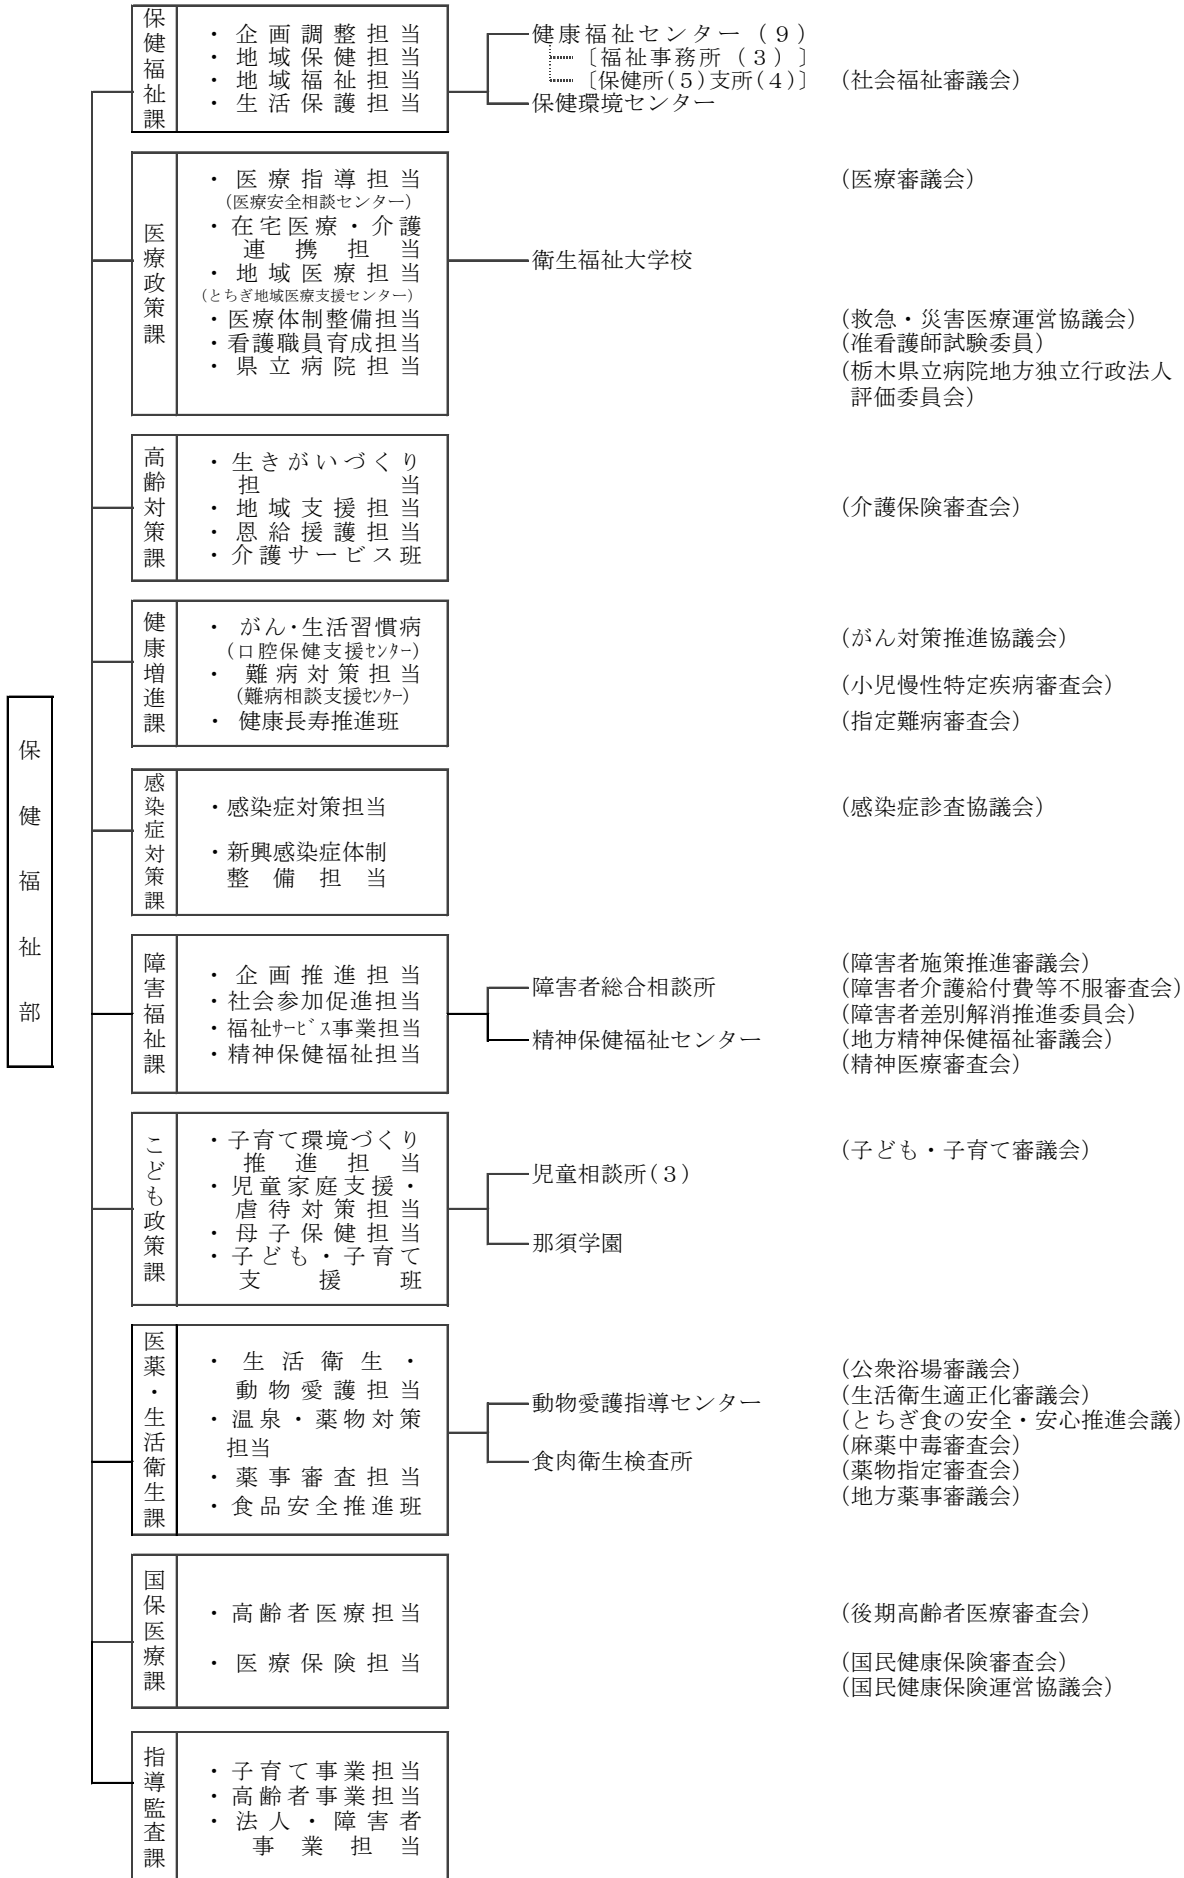 保健福祉部
保健福祉課
・企画調整担当
・地域保健担当
・地域福祉担当
・生活保護担当
健康福祉センター(9)
〔福祉事務所(3)〕
〔保健所(5)支所(4)〕
保健環境センター
(社会福祉審議会)
医療政策課
・医療指導担当
(医療安全相談センター)
・在宅医療・介護
連携担当
・地域医療担当
(とちぎ地域医療支援センター)
・医療体制整備担当
・看護職員育成担当
・県立病院担当
衛生福祉大学校
(医療審議会)
(救急・災害医療運営協議会)
(准看護師試験委員)
(栃木県立病院地方独立行政法人
評価委員会)
高齢対策課
・生きがいづくり
担当
・地域支援担当
・恩給援護担当
・介護サービス班
(介護保険審査会)
健康増進課
・がん・生活習慣病
(口腔保健支援センター)
・難病対策担当
(難病相談支援センター)
・健康長寿推進班
(がん対策推進協議会)
(小児慢性特定疾病審査会)
(指定難病審査会)
感染症対策課
・感染症対策担当
・新興感染症体制
整備担当
(感染症診査協議会)
障害福祉課
・企画推進担当
・社会参加促進担当
・福祉サービス事業担当
・精神保健福祉担当
障害者総合相談所
精神保健福祉センター
(障害者施策推進審議会)
(障害者介護給付費等不服審査会)
(障害者差別解消推進委員会)
(地方精神保健福祉審議会)
(精神医療審査会)
こども政策課
・子育て環境づくり
推進担当
・児童家庭支援・
虐待対策担当
・母子保健担当
・子ども・子育て
支援班
児童相談所(3)
那須学園
(子ども・子育て審議会)
医薬・生活衛生課
・生活衛生・
動物愛護担当
・温泉・薬物対策
担当
・薬事審査担当
・食品安全推進班
動物愛護指導センター
食肉衛生検査所
(公衆浴場審議会)
(生活衛生適正化審議会)
(とちぎ食の安全・安心推進会議)
(麻薬中毒審査会)
(薬物指定審査会)
(地方薬事審議会)
国保医療課
・高齢者医療担当
・医療保険担当
(後期高齢者医療審査会)
(国民健康保険審査会)
(国民健康保険運営協議会)
指導監査課
・子育て事業担当
・高齢者事業担当
・法人・障害者
事業担当